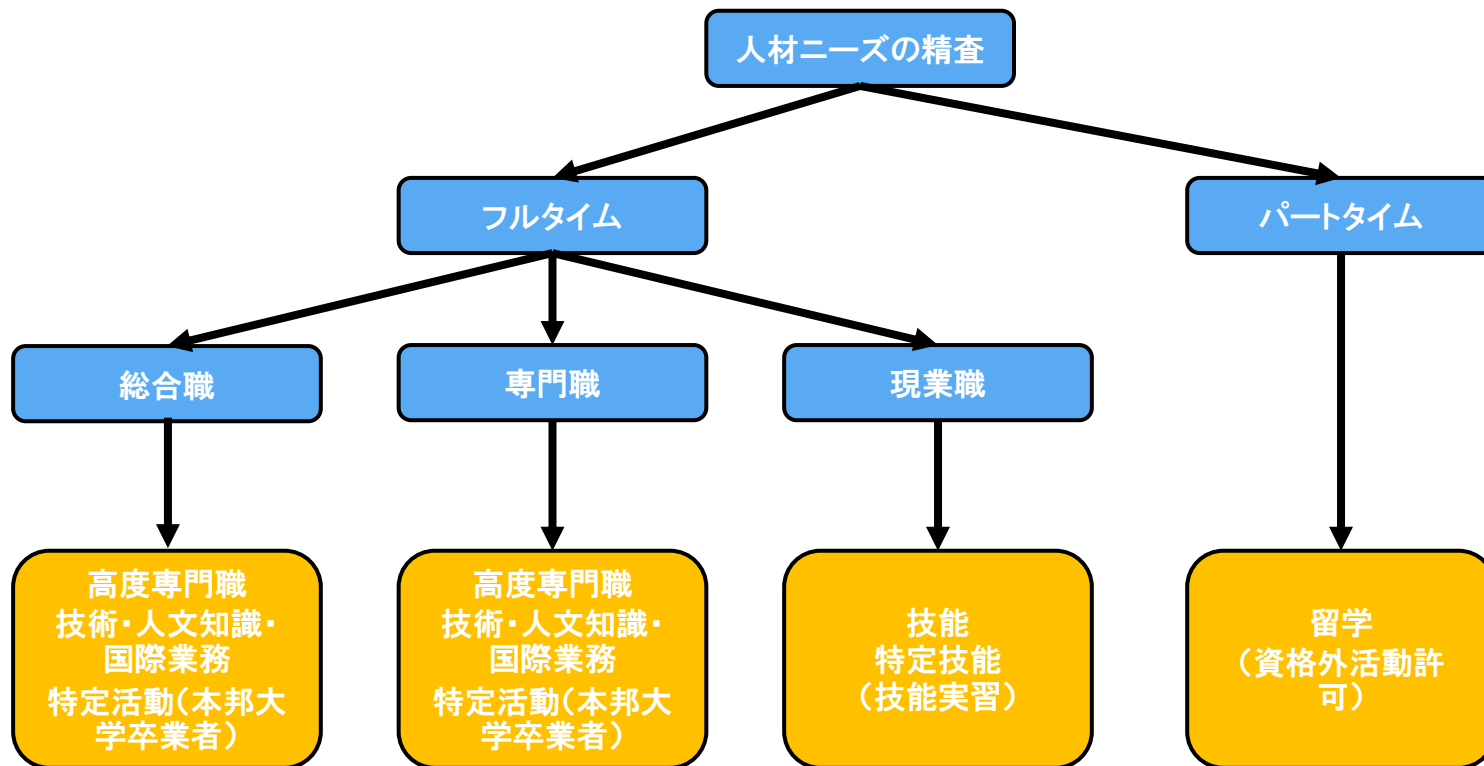 人材ニーズの精査
フルタイム
パートタイム
総合職
専門職
現業職
高度専門職
技術・人文知識・
国際業務
特定活動(本邦大
学卒業者)
高度専門職
技術・人文知識・
国際業務
特定活動(本邦大
学卒業者)
技能
特定技能
(技能実習)
留学
(資格外活動許
可)